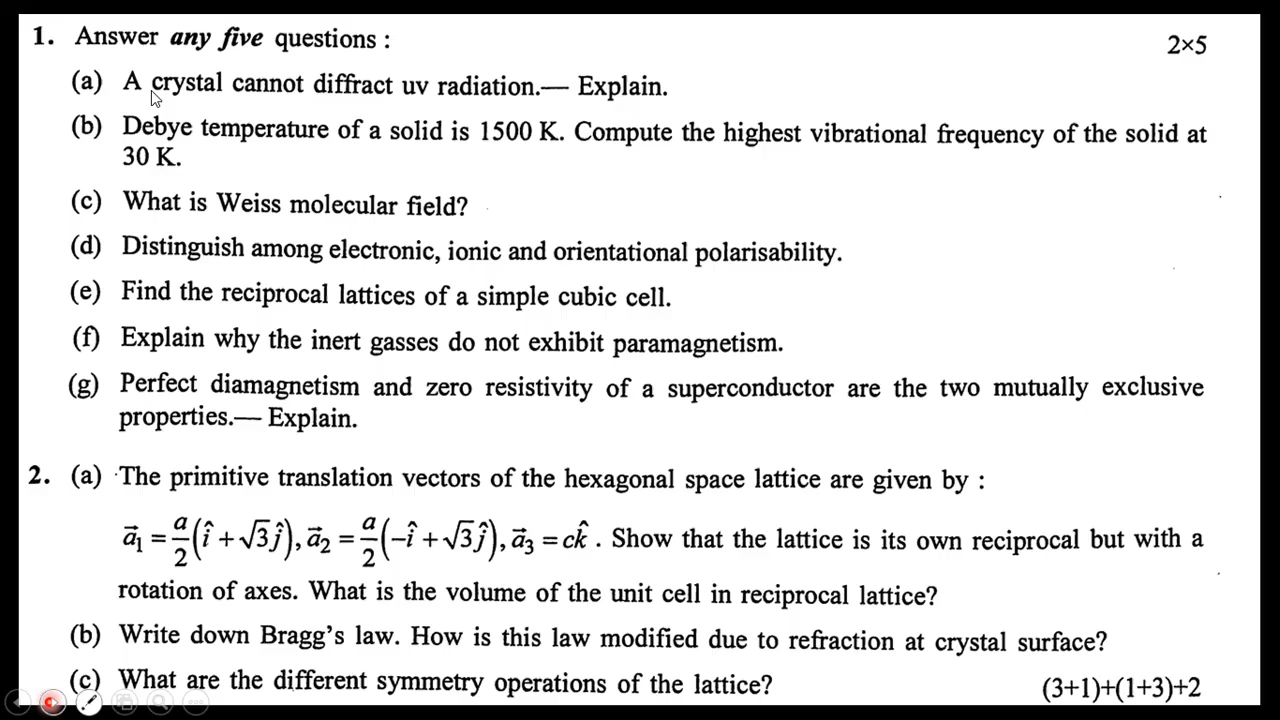 1. Answer any five questions : 2×5
(a) A crystal cannot diffract uv radiation.— Explain.
(b) Debye temperature of a solid is 1500 K. Compute the highest vibrational frequency of the solid at
30 K.
(c) What is Weiss molecular field?
(d) Distinguish among electronic, ionic and orientational polarisability.
(e) Find the reciprocal lattices of a simple cubic cell.
(f) Explain why the inert gasses do not exhibit paramagnetism.
(g) Perfect diamagnetism and zero resistivity of a superconductor are the two mutually exclusive
properties.— Explain.
2. (a) The primitive translation vectors of the hexagonal space lattice are given by :
a⃗₁ = a/2 (î + √3ĵ), a⃗₂ = a/2 (−î + √3ĵ), a⃗₃ = ck̂ . Show that the lattice is its own reciprocal but with a
rotation of axes. What is the volume of the unit cell in reciprocal lattice?
(b) Write down Bragg's law. How is this law modified due to refraction at crystal surface?
(c) What are the different symmetry operations of the lattice? (3+1)+(1+3)+2